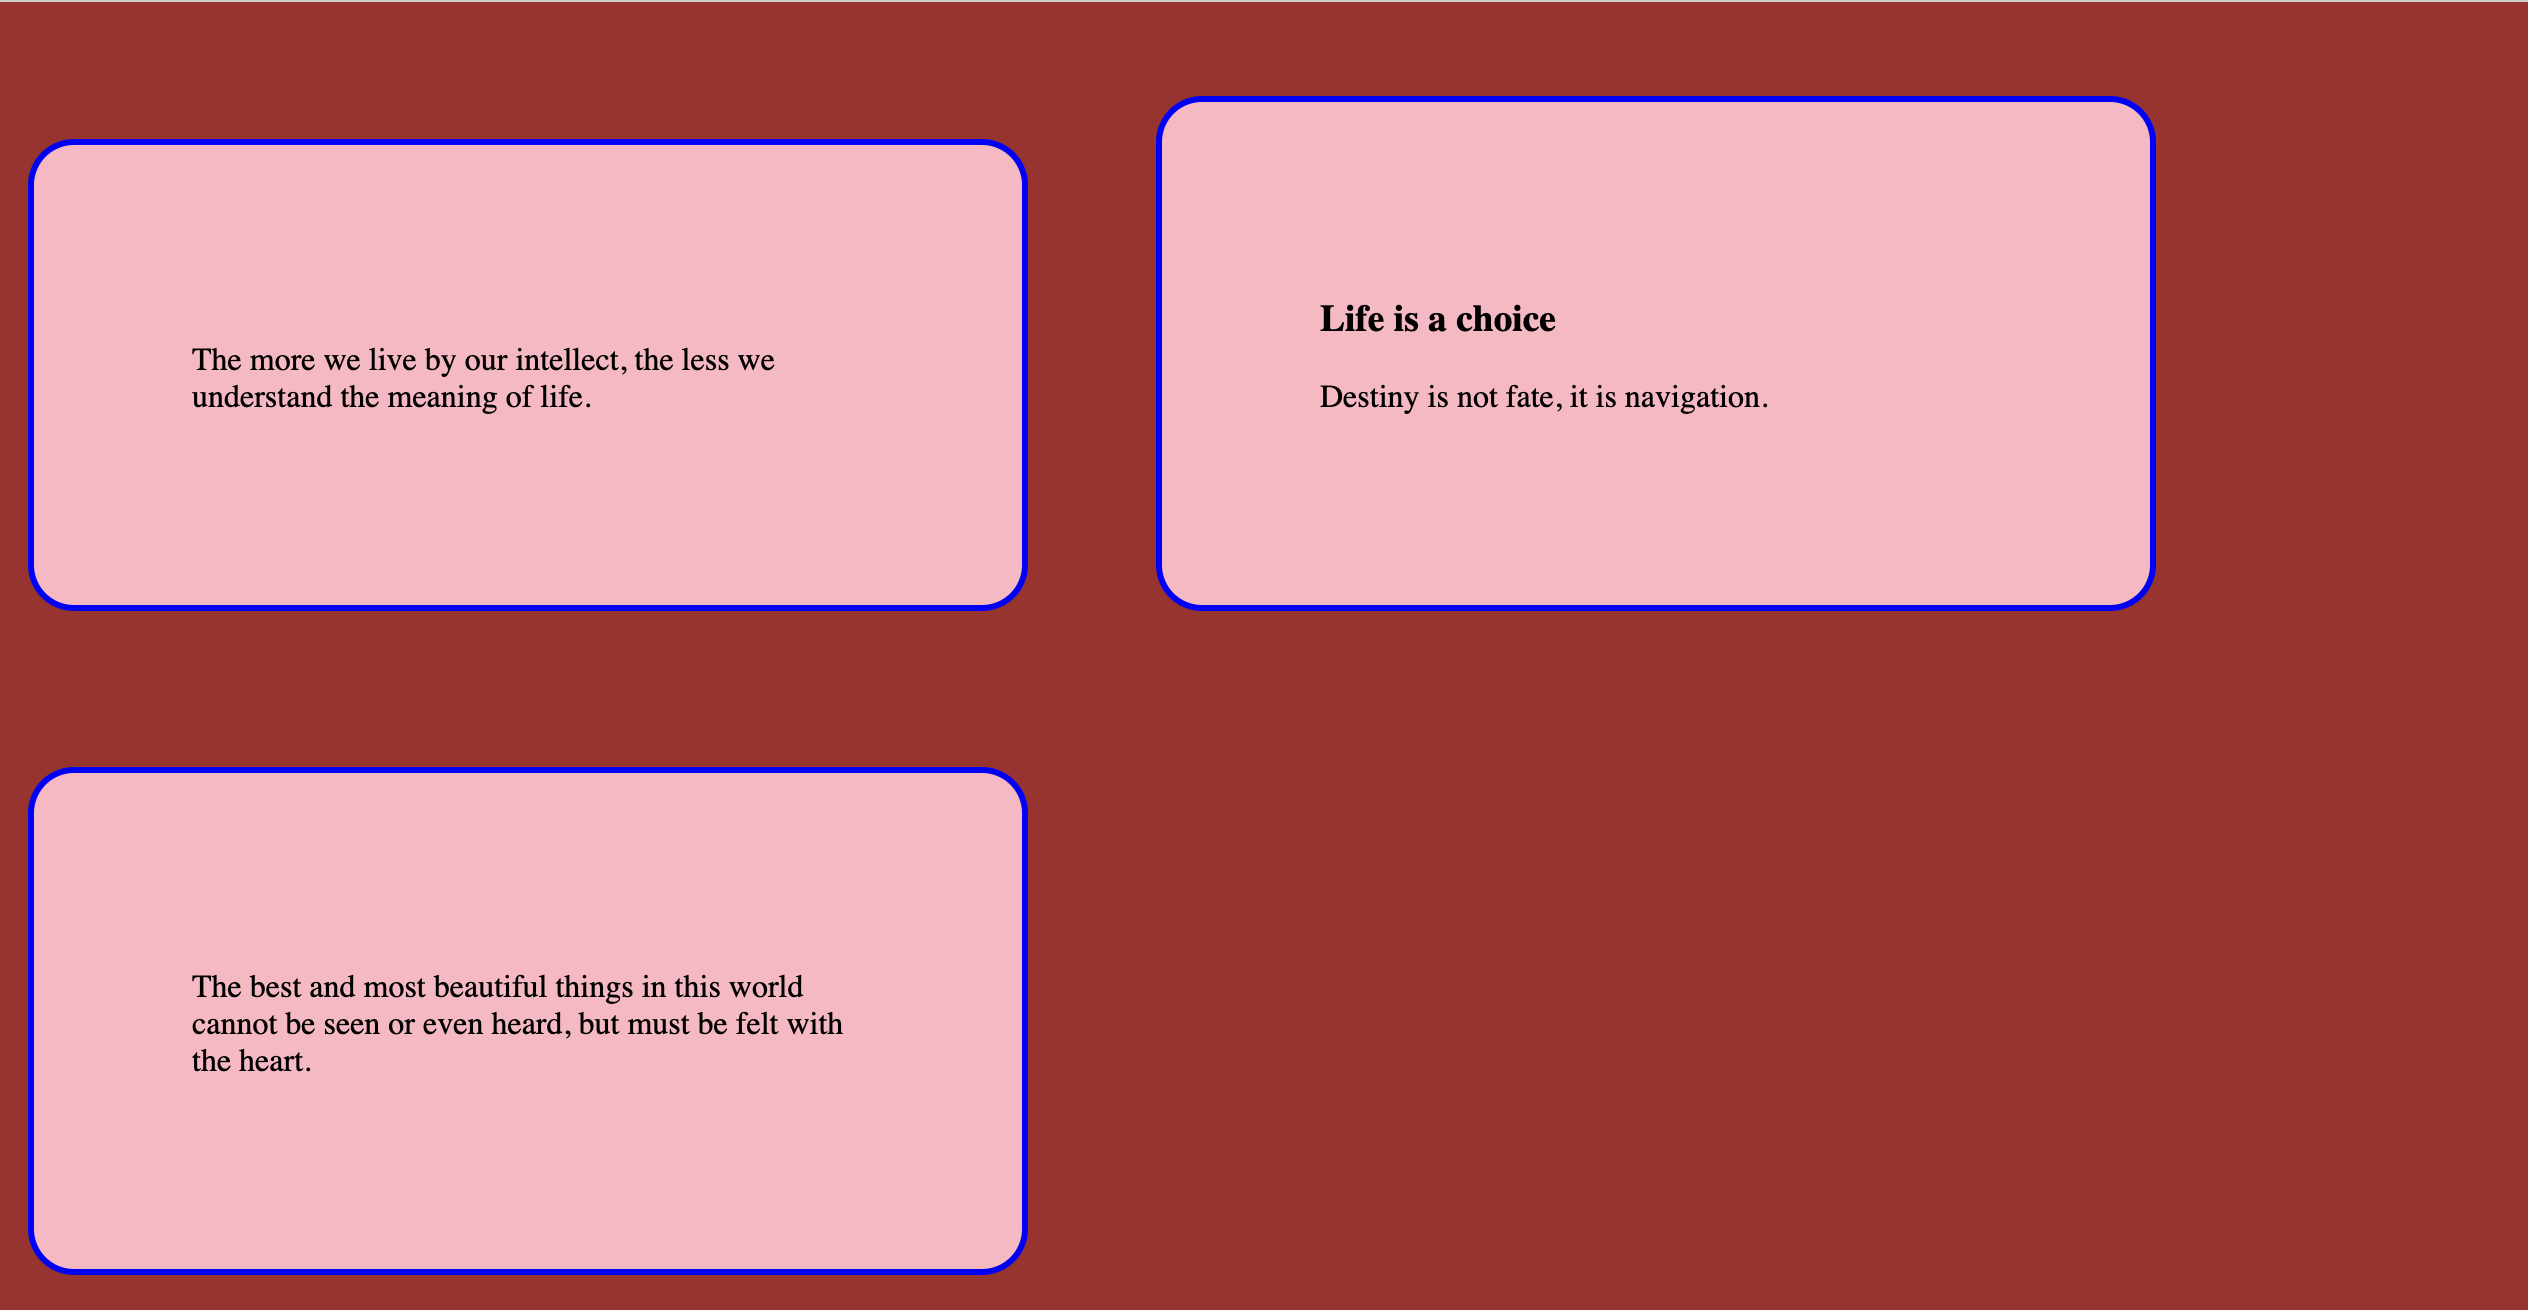 The more we live by our intellect, the less we
understand the meaning of life.
Life is a choice
Destiny is not fate, it is navigation.
The best and most beautiful things in this world
cannot be seen or even heard, but must be felt with
the heart.